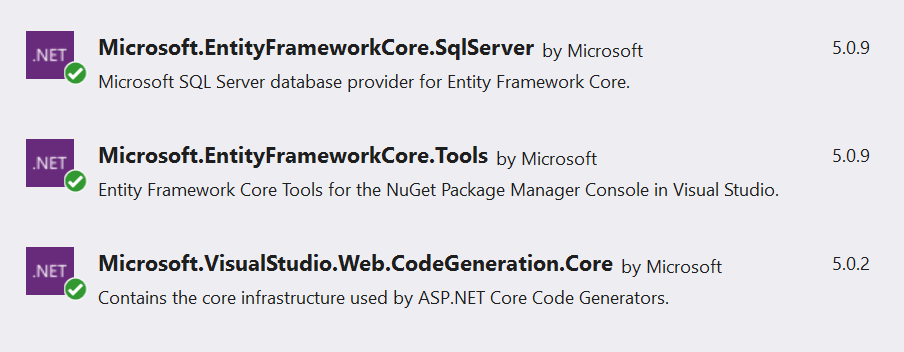 .NET
Microsoft.EntityFrameworkCore.SqlServer by Microsoft 5.0.9
Microsoft SQL Server database provider for Entity Framework Core.
.NET
Microsoft.EntityFrameworkCore.Tools by Microsoft 5.0.9
Entity Framework Core Tools for the NuGet Package Manager Console in Visual Studio.
.NET
Microsoft.VisualStudio.Web.CodeGeneration.Core by Microsoft 5.0.2
Contains the core infrastructure used by ASP.NET Core Code Generators.